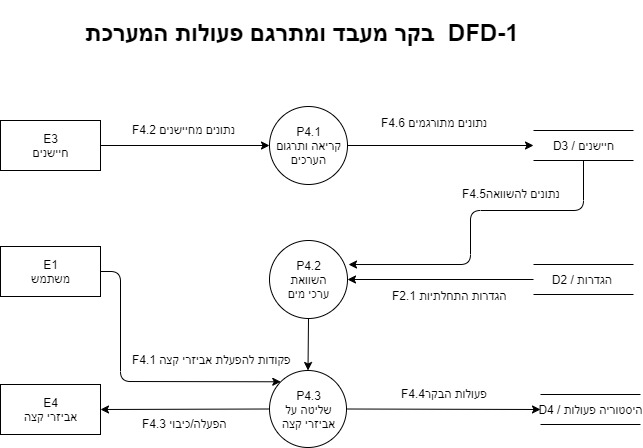 DFD-1 בקר מעבד ומתרגם פעולות המערכת
E3
חיישנים
F4.2 נתונים מחיישנים
P4.1
קריאה ותרגום
הערכים
F4.6 נתונים מתורגמים
D3 / חיישנים
F4.5נתונים להשוואה
E1
משתמש
P4.2
השוואת
ערכי מים
D2 / הגדרות
F2.1 הגדרות התחלתיות
F4.1 פקודות להפעלת אביזרי קצה
E4
אביזרי קצה
F4.3 הפעלה/כיבוי
P4.3
שליטה על
אביזרי קצה
F4.4פעולות הבקר
D4 / היסטוריה פעולות